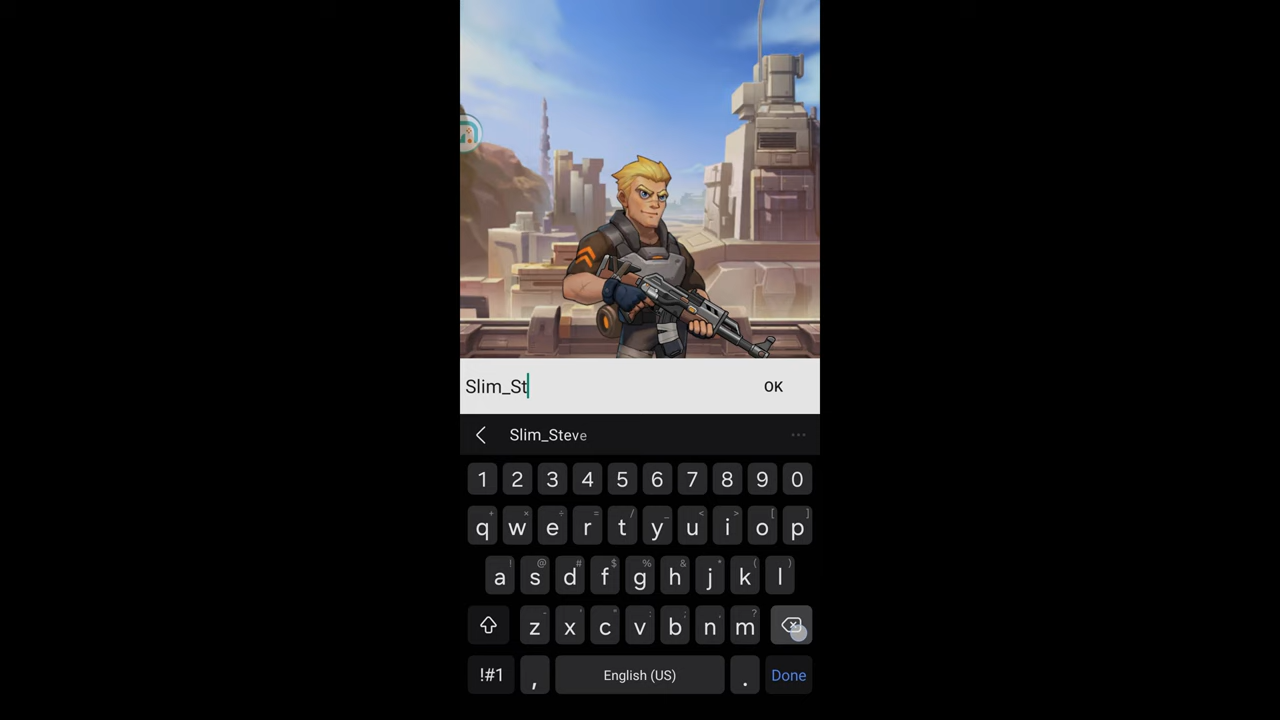 Slim_St
OK
Slim_Steve
1 2 3 4 5 6 7 8 9 0
q w e r t y u i o p
a s d f g h j k l
z x c v b n m
!#1 , English (US) . Done